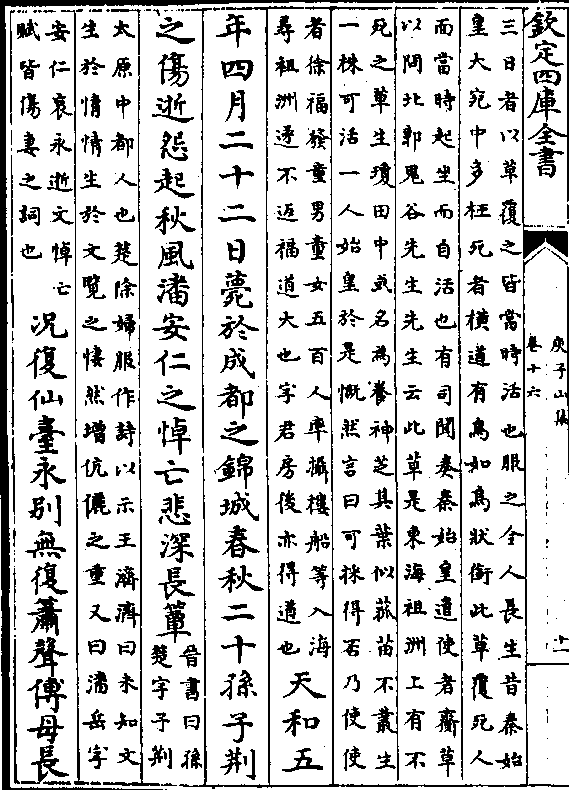 欽定四庫全書
庾子山集
卷十六
十一
三日者以草覆之皆當時活也服之令人長生昔秦始
皇大宛中多枉死者橫道有鳥如烏狀銜此草覆死人
而當時起坐而自活也有司聞奏秦始皇遣使者齎草
以問北郭鬼谷先生先生云此草是東海祖洲上有不
死之草生瓊田中或名為養神芝其葉似菰苗不叢生
一株可活一人始皇於是慨然言曰可採得否乃使使
者徐福發童男童女五百人率攝樓船等入海
尋祖洲遂不返福道大也字君房後亦得道也
天和五
年四月二十二日薨於成都之錦城春秋二十孫子荆
之傷逝怨起秋風潘安仁之悼亡悲深長簟
晉書曰孫
楚字子荆
太原中都人也楚除婦服作詩以示王濟濟曰未知文
生於情情生於文覽之悽然增伉儷之重又曰潘岳字
安仁哀永逝文悼亡
賦皆傷妻之詞也
況復仙臺永別無復簫聲傅母長